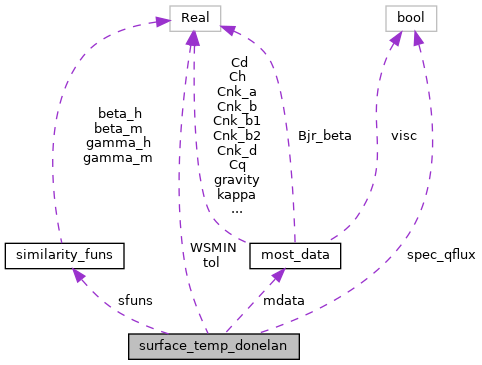 Real
bool
beta_h
beta_m
gamma_h
gamma_m
Cd
Ch
Cnk_a
Cnk_b
Cnk_b1
Cnk_b2
Cnk_d
Cq
gravity
kappa
...
Bjr_beta
visc
similarity_funs
WSMIN
tol
most_data
spec_qflux
sfuns
mdata
surface_temp_donelan